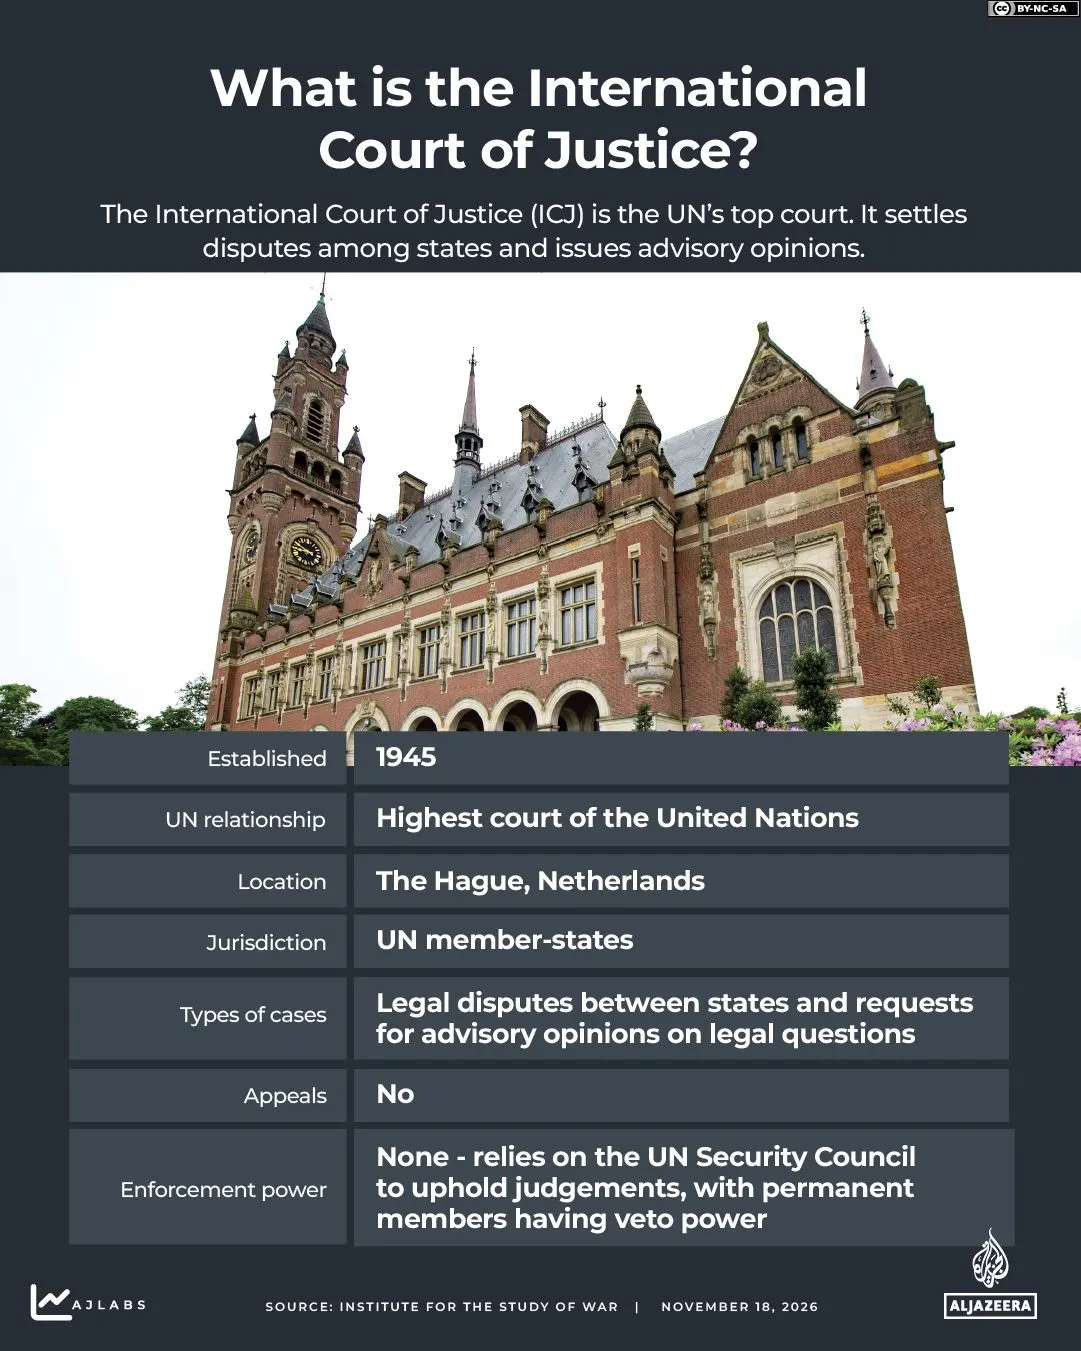 BY-NC-SA
What is the International
Court of Justice?
The International Court of Justice (ICJ) is the UN’s top court. It settles
disputes among states and issues advisory opinions.
Established
1945
UN relationship
Highest court of the United Nations
Location
The Hague, Netherlands
Jurisdiction
UN member-states
Types of cases
Legal disputes between states and requests
for advisory opinions on legal questions
Appeals
No
Enforcement power
None - relies on the UN Security Council
to uphold judgements, with permanent
members having veto power
AJLABS
SOURCE: INSTITUTE FOR THE STUDY OF WAR | NOVEMBER 18, 2026
ALJAZEERA